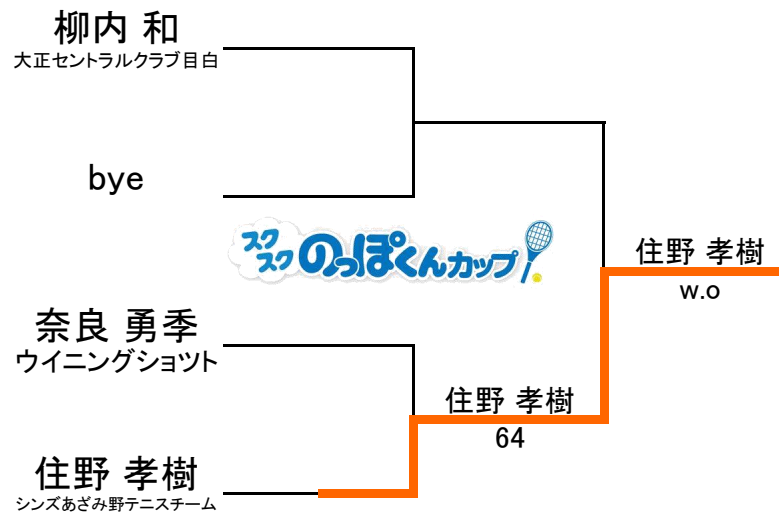 柳内 和
大正セントラルクラブ目白
bye
スクスクのっぽくんカップ
住野 孝樹
w.o
奈良 勇季
ウイニングショツト
住野 孝樹
64
住野 孝樹
シンズあざみ野テニスチーム